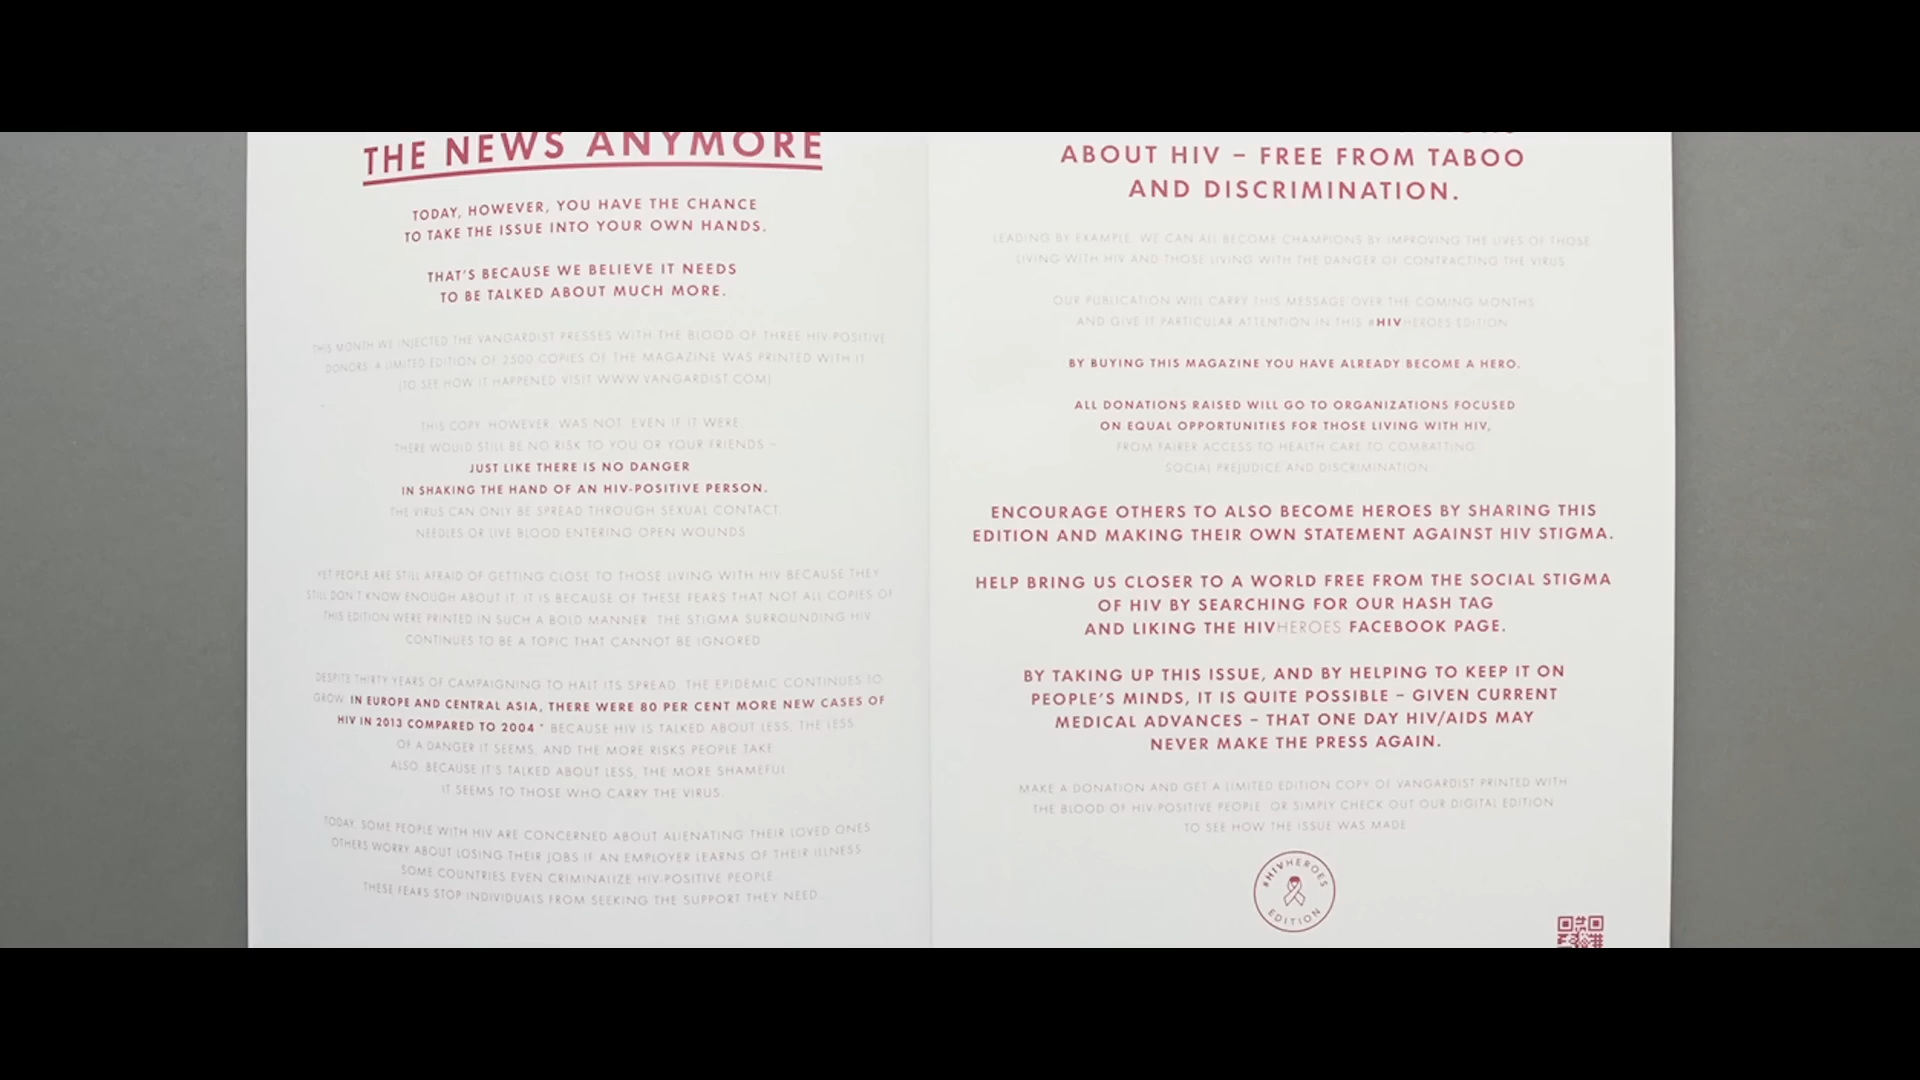 THE NEWS ANYMORE
TODAY, HOWEVER, YOU HAVE THE CHANCE
TO TAKE THE ISSUE INTO YOUR OWN HANDS.
THAT'S BECAUSE WE BELIEVE IT NEEDS
TO BE TALKED ABOUT MUCH MORE.
THIS MONTH WE INJECTED THE VANGARDIST PRESSES WITH THE BLOOD OF THREE HIV-POSITIVE
DONORS. A LIMITED EDITION OF 2500 COPIES OF THE MAGAZINE WAS PRINTED WITH IT
(TO SEE HOW IT HAPPENED VISIT WWW.VANGARDIST.COM)
THIS COPY, HOWEVER, WAS NOT. EVEN IF IT WERE
THERE WOULD STILL BE NO RISK TO YOU OR YOUR FRIENDS –
JUST LIKE THERE IS NO DANGER
IN SHAKING THE HAND OF AN HIV-POSITIVE PERSON.
THE VIRUS CAN ONLY BE SPREAD THROUGH SEXUAL CONTACT
NEEDLES OR LIVE BLOOD ENTERING OPEN WOUNDS
YET PEOPLE ARE STILL AFRAID OF GETTING CLOSE TO THOSE LIVING WITH HIV BECAUSE THEY
STILL DON'T KNOW ENOUGH ABOUT IT. IT IS BECAUSE OF THESE FEARS THAT NOT ALL COPIES OF
THIS EDITION WERE PRINTED IN SUCH A BOLD MANNER. THE STIGMA SURROUNDING HIV
CONTINUES TO BE A TOPIC THAT CANNOT BE IGNORED
DESPITE THIRTY YEARS OF CAMPAIGNING TO HALT ITS SPREAD, THE EPIDEMIC CONTINUES TO
GROW. IN EUROPE AND CENTRAL ASIA, THERE WERE 80 PER CENT MORE NEW CASES OF
HIV IN 2013 COMPARED TO 2004.* BECAUSE HIV IS TALKED ABOUT LESS, THE LESS
OF A DANGER IT SEEMS, AND THE MORE RISKS PEOPLE TAKE
ALSO, BECAUSE IT'S TALKED ABOUT LESS, THE MORE SHAMEFUL
IT SEEMS TO THOSE WHO CARRY THE VIRUS
TODAY, SOME PEOPLE WITH HIV ARE CONCERNED ABOUT ALIENATING THEIR LOVED ONES
OTHERS WORRY ABOUT LOSING THEIR JOBS IF AN EMPLOYER LEARNS OF THEIR ILLNESS
SOME COUNTRIES EVEN CRIMINALIZE HIV-POSITIVE PEOPLE
THESE FEARS STOP INDIVIDUALS FROM SEEKING THE SUPPORT THEY NEED
ABOUT HIV – FREE FROM TABOO
AND DISCRIMINATION.
LEADING BY EXAMPLE, WE CAN ALL BECOME CHAMPIONS BY IMPROVING THE LIVES OF THOSE
LIVING WITH HIV AND THOSE LIVING WITH THE DANGER OF CONTRACTING THE VIRUS
OUR PUBLICATION WILL CARRY THIS MESSAGE OVER THE COMING MONTHS
AND GIVE IT PARTICULAR ATTENTION IN THIS #HIVHEROES EDITION
BY BUYING THIS MAGAZINE YOU HAVE ALREADY BECOME A HERO.
ALL DONATIONS RAISED WILL GO TO ORGANIZATIONS FOCUSED
ON EQUAL OPPORTUNITIES FOR THOSE LIVING WITH HIV,
FROM FAIRER ACCESS TO HEALTH CARE TO COMBATTING
SOCIAL PREJUDICE AND DISCRIMINATION
ENCOURAGE OTHERS TO ALSO BECOME HEROES BY SHARING THIS
EDITION AND MAKING THEIR OWN STATEMENT AGAINST HIV STIGMA.
HELP BRING US CLOSER TO A WORLD FREE FROM THE SOCIAL STIGMA
OF HIV BY SEARCHING FOR OUR HASH TAG
AND LIKING THE HIVHEROES FACEBOOK PAGE.
BY TAKING UP THIS ISSUE, AND BY HELPING TO KEEP IT ON
PEOPLE'S MINDS, IT IS QUITE POSSIBLE – GIVEN CURRENT
MEDICAL ADVANCES – THAT ONE DAY HIV/AIDS MAY
NEVER MAKE THE PRESS AGAIN.
MAKE A DONATION AND GET A LIMITED EDITION COPY OF VANGARDIST PRINTED WITH
THE BLOOD OF HIV-POSITIVE PEOPLE. OR SIMPLY CHECK OUT OUR DIGITAL EDITION
TO SEE HOW THE ISSUE WAS MADE
#HIVHEROES
EDITION